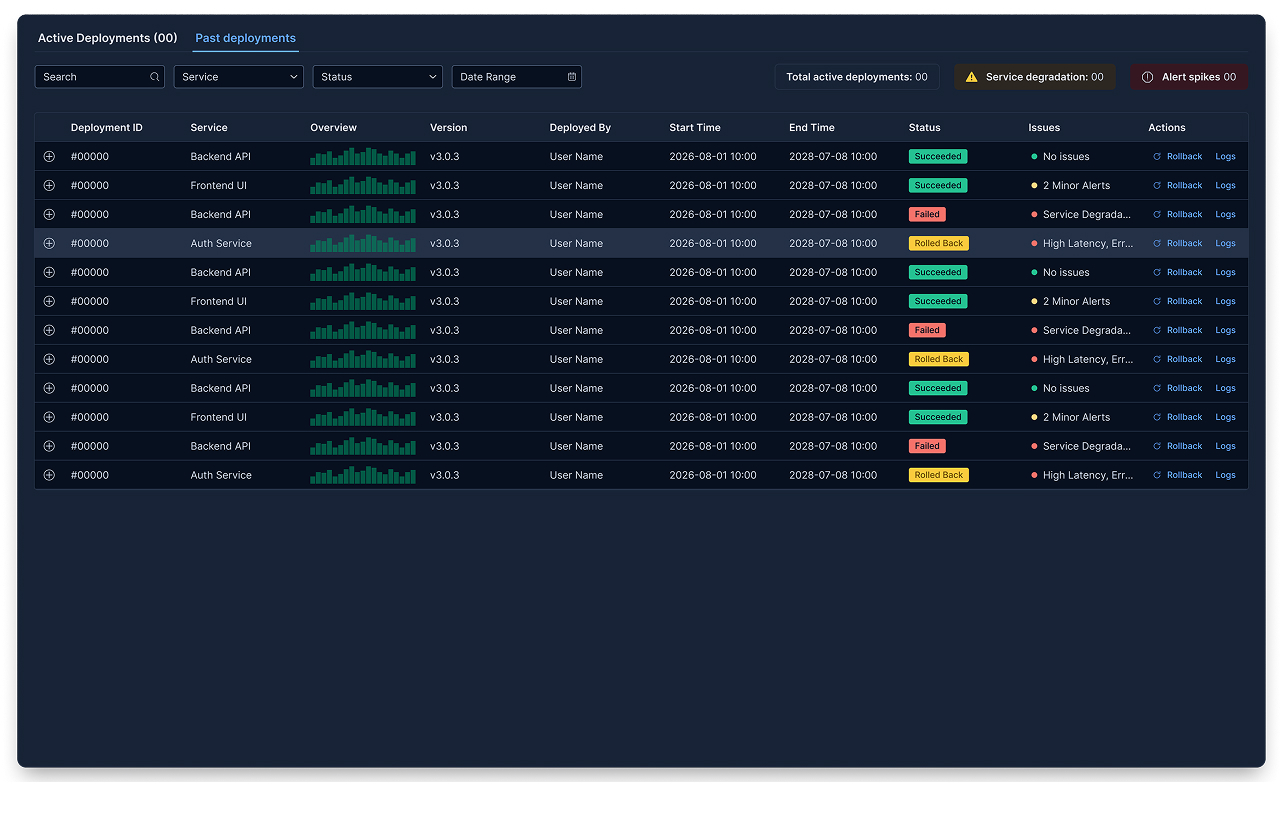 Active Deployments (00) Past deployments
Search Service Status Date Range Total active deployments: 00 Service degradation: 00 Alert spikes 00
Deployment ID Service Overview Version Deployed By Start Time End Time Status Issues Actions
#00000 Backend API v3.0.3 User Name 2026-08-01 10:00 2028-07-08 10:00 Succeeded No issues Rollback Logs
#00000 Frontend UI v3.0.3 User Name 2026-08-01 10:00 2028-07-08 10:00 Succeeded 2 Minor Alerts Rollback Logs
#00000 Backend API v3.0.3 User Name 2026-08-01 10:00 2028-07-08 10:00 Failed Service Degrada... Rollback Logs
#00000 Auth Service v3.0.3 User Name 2026-08-01 10:00 2028-07-08 10:00 Rolled Back High Latency, Err... Rollback Logs
#00000 Backend API v3.0.3 User Name 2026-08-01 10:00 2028-07-08 10:00 Succeeded No issues Rollback Logs
#00000 Frontend UI v3.0.3 User Name 2026-08-01 10:00 2028-07-08 10:00 Succeeded 2 Minor Alerts Rollback Logs
#00000 Backend API v3.0.3 User Name 2026-08-01 10:00 2028-07-08 10:00 Failed Service Degrada... Rollback Logs
#00000 Auth Service v3.0.3 User Name 2026-08-01 10:00 2028-07-08 10:00 Rolled Back High Latency, Err... Rollback Logs
#00000 Backend API v3.0.3 User Name 2026-08-01 10:00 2028-07-08 10:00 Succeeded No issues Rollback Logs
#00000 Frontend UI v3.0.3 User Name 2026-08-01 10:00 2028-07-08 10:00 Succeeded 2 Minor Alerts Rollback Logs
#00000 Backend API v3.0.3 User Name 2026-08-01 10:00 2028-07-08 10:00 Failed Service Degrada... Rollback Logs
#00000 Auth Service v3.0.3 User Name 2026-08-01 10:00 2028-07-08 10:00 Rolled Back High Latency, Err... Rollback Logs